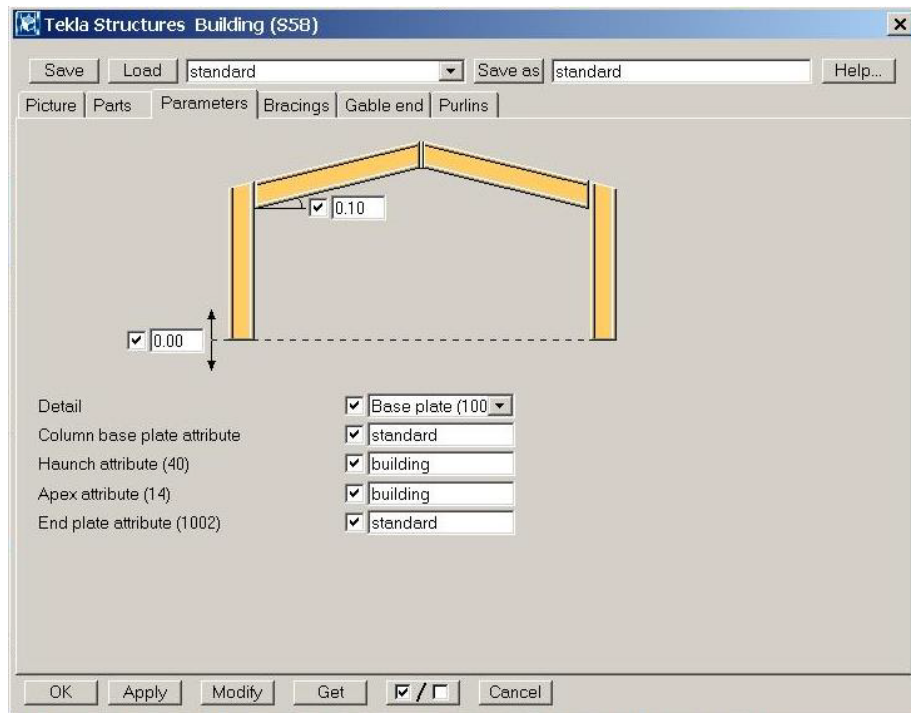 Tekla Structures Building (S58)
Save Load standard Save as standard Help...
Picture Parts Parameters Bracings Gable end Purlins
0.10
0.00
Detail Base plate (100
Column base plate attribute standard
Haunch attribute (40) building
Apex attribute (14) building
End plate attribute (1002) standard
OK Apply Modify Get / Cancel